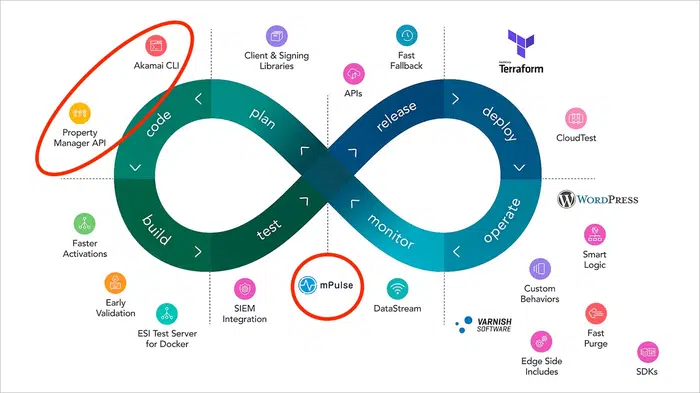 Akamai CLI
Client & Signing
Libraries
Fast
Fallback
APIs
HashiCorp
Terraform
Property
Manager API
CloudTest
code
plan
release
deploy
build
test
monitor
operate
WORDPRESS
Faster
Activations
Smart
Logic
Early
Validation
ESI Test Server
for Docker
SIEM
Integration
mPulse
DataStream
Custom
Behaviors
VARNISH
SOFTWARE
Fast
Purge
Edge Side
Includes
SDKs